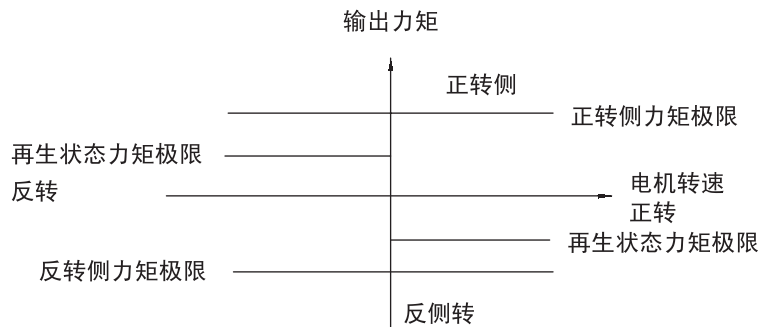 输出力矩
正转侧
正转侧力矩极限
再生状态力矩极限
反转
电机转速
正转
再生状态力矩极限
反转侧力矩极限
反侧转